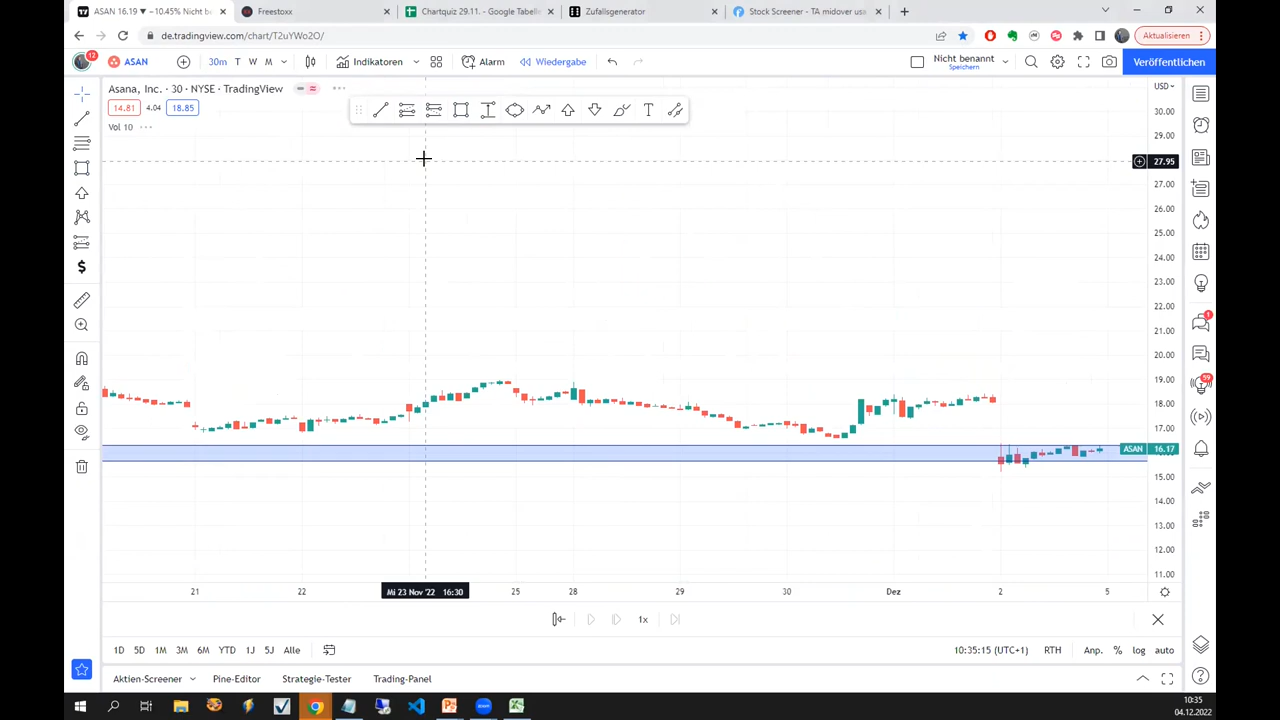 ASAN 16.19 ▼ −10.45% Nicht be
Freestoxx
Chartquiz 29.11. - Google Tabelle
Zufallsgenerator
Stock Screener - TA midover usa
de.tradingview.com/chart/T2uYWo2O/
Aktualisieren
12
ASAN
30m T W M
Indikatoren
Alarm
Wiedergabe
Nicht benannt
Speichern
Veröffentlichen
Asana, Inc. · 30 · NYSE · TradingView
14.81 4.04 18.85
Vol 10
USD
30.00
29.00
27.95
27.00
26.00
25.00
24.00
23.00
22.00
21.00
20.00
19.00
18.00
17.00
ASAN 16.17
15.00
14.00
13.00
12.00
11.00
1
21 22 Mi 23 Nov '22 16:30 25 28 29 30 Dez 2 5
1x
1D 5D 1M 3M 6M YTD 1J 5J Alle
10:35:15 (UTC+1) RTH Anp. % log auto
Aktien-Screener Pine-Editor Strategie-Tester Trading-Panel
10:35
04.12.2022